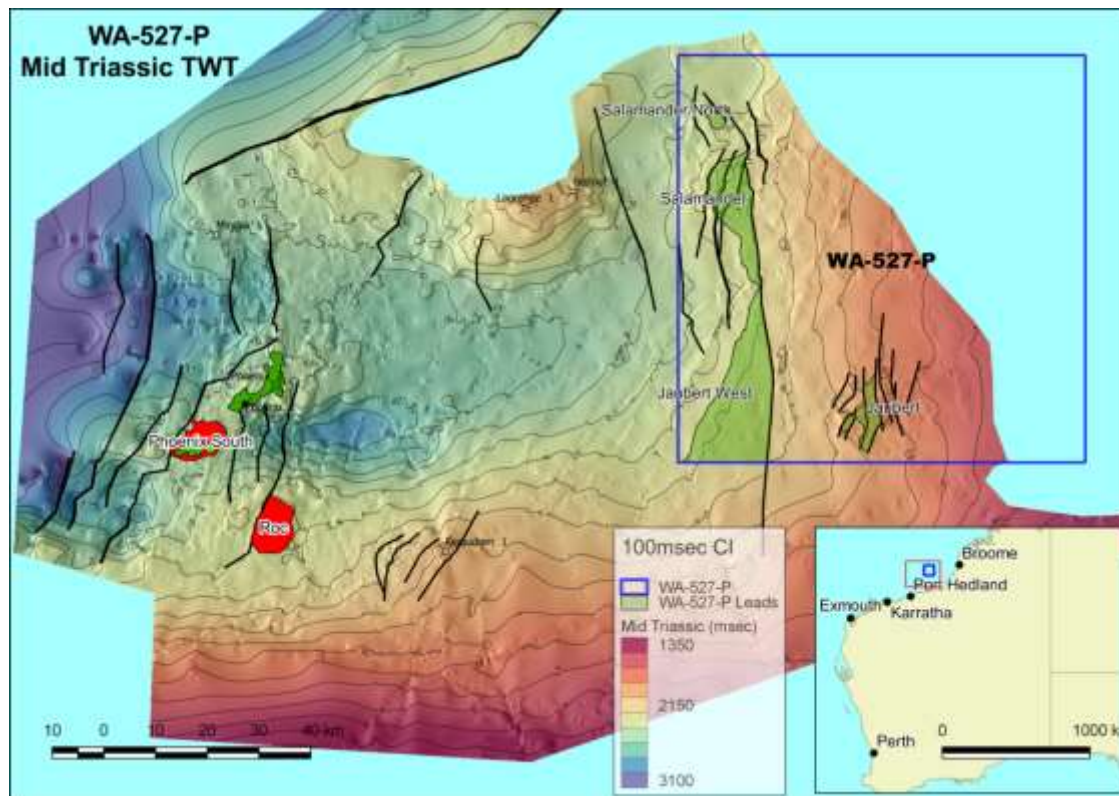 WA-527-P
Mid Triassic TWT
Salamander North
Salamander
WA-527-P
Jaubert West
Jaubert
Phoenix South
Roc
100msec CI
WA-527-P
WA-527-P Leads
Mid Triassic (msec)
1350
2150
3100
10 0 10 20 30 40 km
Broome
Port Hedland
Exmouth
Karratha
Perth
0 1000 k